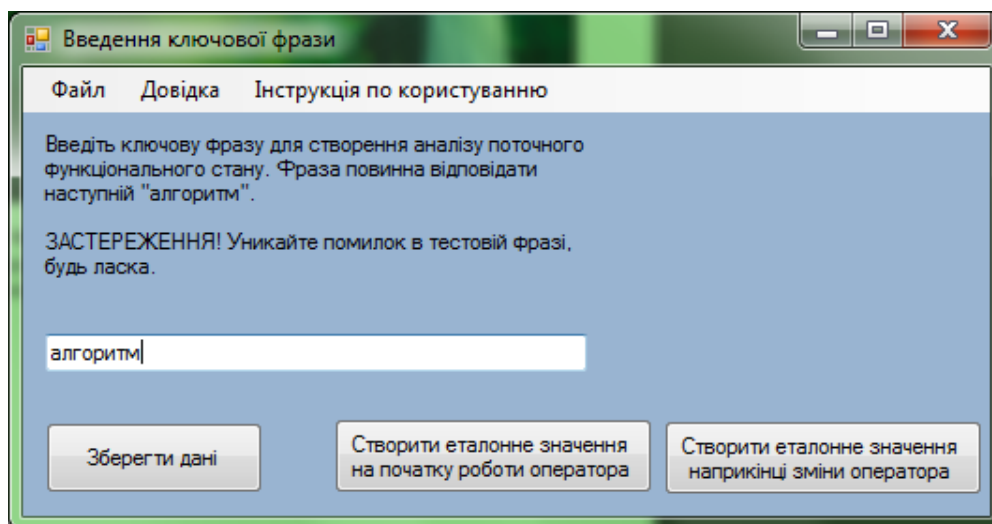 Введення ключової фрази
Файл Довідка Інструкція по користуванню
Введіть ключову фразу для створення аналізу поточного
функціонального стану. Фраза повинна відповідати
наступній "алгоритм".
ЗАСТЕРЕЖЕННЯ! Уникайте помилок в тестовій фразі,
будь ласка.
алгоритм
Зберегти дані
Створити еталонне значення
на початку роботи оператора
Створити еталонне значення
наприкінці зміни оператора